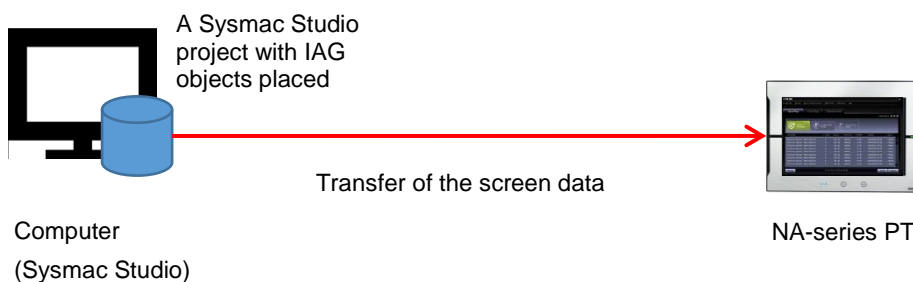 A Sysmac Studio
project with IAG
objects placed
Transfer of the screen data
Computer
(Sysmac Studio)
NA-series PT